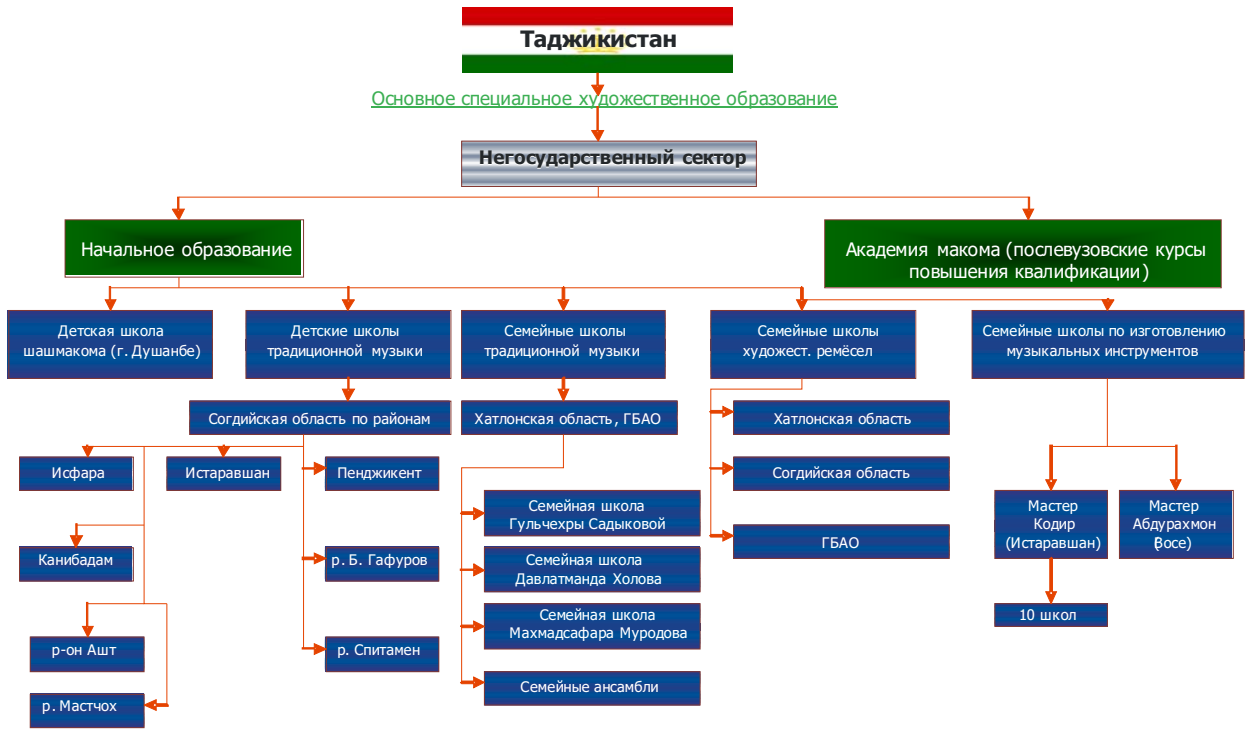 Таджикистан
Основное специальное художественное образование
Негосударственный сектор
Начальное образование
Академия макома (послевузовские курсы
повышения квалификации)
Детская школа
шашмакома (г. Душанбе)
Детские школы
традиционной музыки
Семейные школы
традиционной музыки
Семейные школы
художест. ремёсел
Семейные школы по изготовлению
музыкальных инструментов
Согдийская область по районам
Хатлонская область, ГБАО
Хатлонская область
Согдийская область
ГБАО
Исфара
Истаравшан
Пенджикент
Канибадам
р. Б. Гафуров
р-он Ашт
р. Спитамен
р. Мастчох
Семейная школа
Гульчехры Садыковой
Семейная школа
Давлатманда Холова
Семейная школа
Махмадсафара Муродова
Семейные ансамбли
Мастер
Кодир
(Истаравшан)
Мастер
Абдурахмон
(Восе)
10 школ